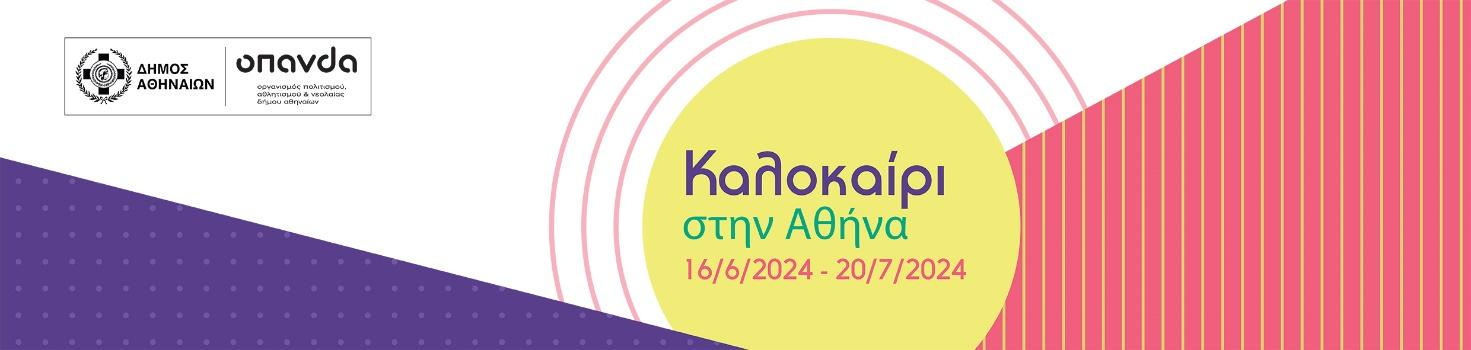 ΔΗΜΟΣ
ΑΘΗΝΑΙΩΝ
οπανδα
οργανισμός πολιτισμού,
αθλητισμού & νεολαίας
δήμου αθηναίων
Καλοκαίρι
στην Αθήνα
16/6/2024 - 20/7/2024